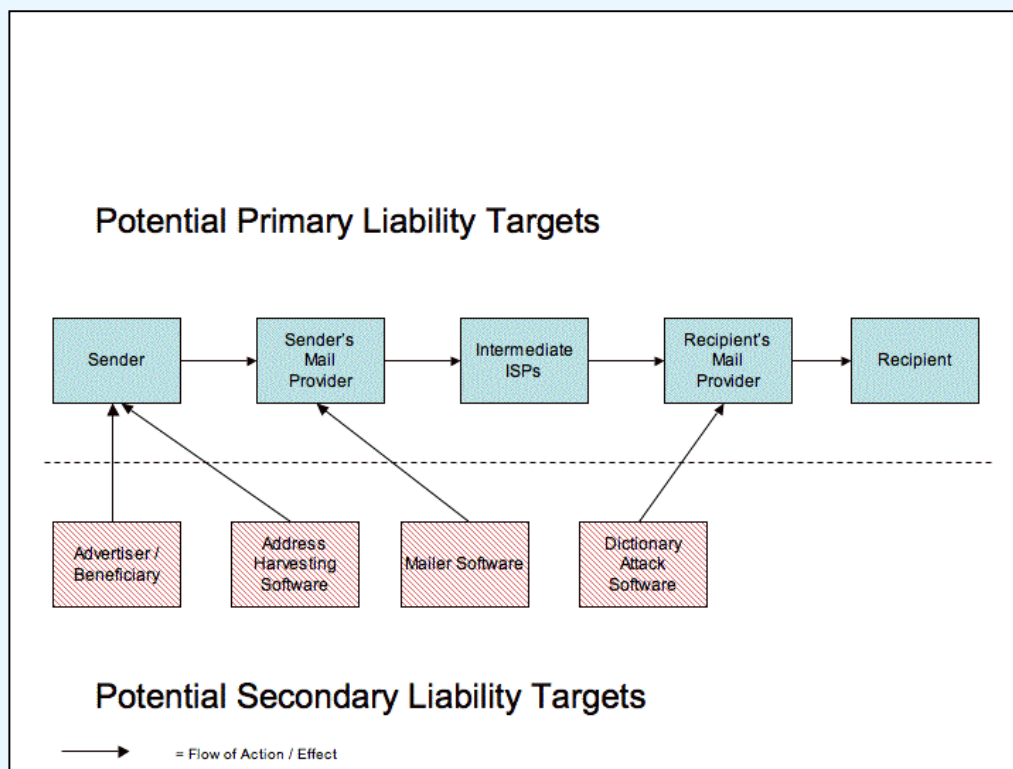 Potential Primary Liability Targets
Sender
Sender's
Mail
Provider
Intermediate
ISPs
Recipient's
Mail
Provider
Recipient
Advertiser /
Beneficiary
Address
Harvesting
Software
Mailer Software
Dictionary
Attack
Software
Potential Secondary Liability Targets
= Flow of Action / Effect